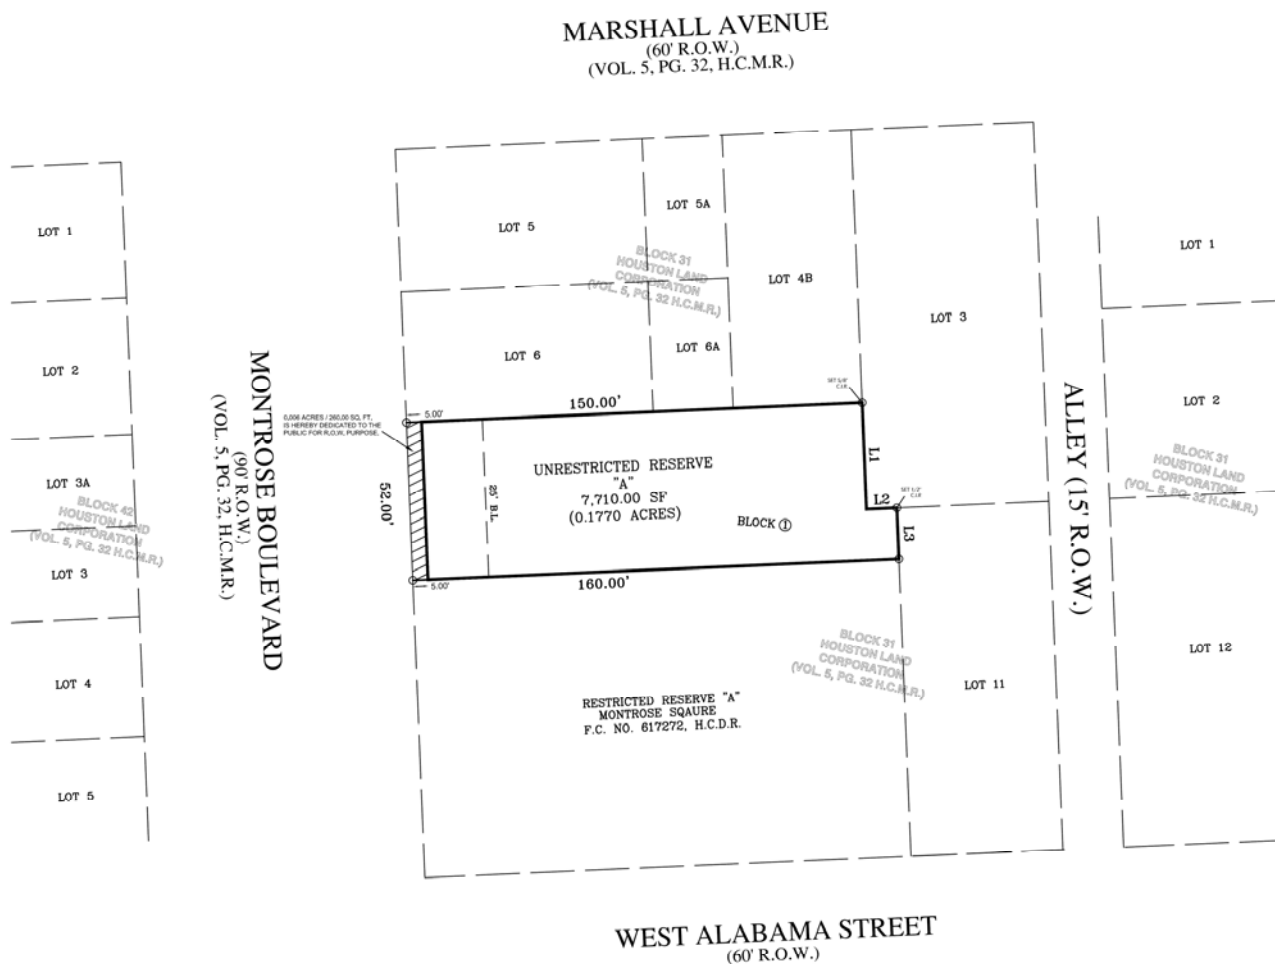 MARSHALL AVENUE
(60' R.O.W.)
(VOL. 5, PG. 32, H.C.M.R.)
LOT 1
LOT 2
LOT 3A
BLOCK 42
HOUSTON LAND
CORPORATION
(VOL. 5, PG. 32 H.C.M.R.)
LOT 3
LOT 4
LOT 5
MONTROSE BOULEVARD
(90' R.O.W.)
(VOL. 5, PG. 32, H.C.M.R.)
LOT 5
LOT 5A
BLOCK 31
HOUSTON LAND
CORPORATION
(VOL. 5, PG. 32 H.C.M.R.)
LOT 4B
LOT 3
LOT 6
LOT 6A
0.006 ACRES / 260.00 SQ. FT.
IS HEREBY DEDICATED TO THE
PUBLIC FOR R.O.W. PURPOSE.
5.00'
150.00'
SET 5/8"
C.I.R
52.00'
25' B.L.
UNRESTRICTED RESERVE
"A"
7,710.00 SF
(0.1770 ACRES)
BLOCK 1
L1
L2
SET 1/2"
C.I.R
L3
5.00'
160.00'
BLOCK 31
HOUSTON LAND
CORPORATION
(VOL. 5, PG. 32 H.C.M.R.)
LOT 11
RESTRICTED RESERVE "A"
MONTROSE SQAURE
F.C. NO. 617272, H.C.D.R.
ALLEY (15' R.O.W.)
LOT 1
LOT 2
BLOCK 31
HOUSTON LAND
CORPORATION
(VOL. 5, PG. 32 H.C.M.R.)
LOT 12
WEST ALABAMA STREET
(60' R.O.W.)